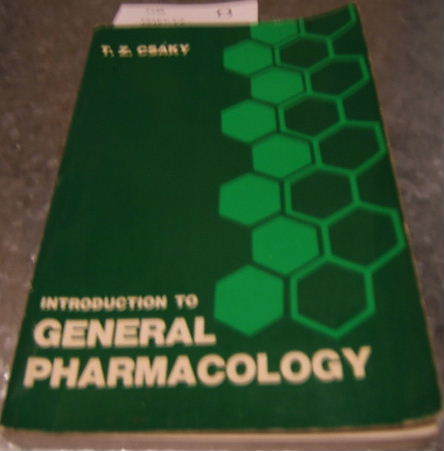 T. Z. CSÁKY
INTRODUCTION TO
GENERAL
PHARMACOLOGY